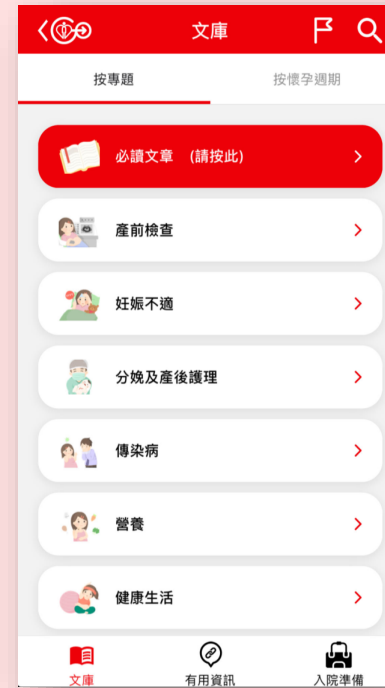 文庫
按專題
按懷孕週期
必讀文章 (請按此)
產前檢查
妊娠不適
分娩及產後護理
傳染病
營養
健康生活
文庫
有用資訊
入院準備